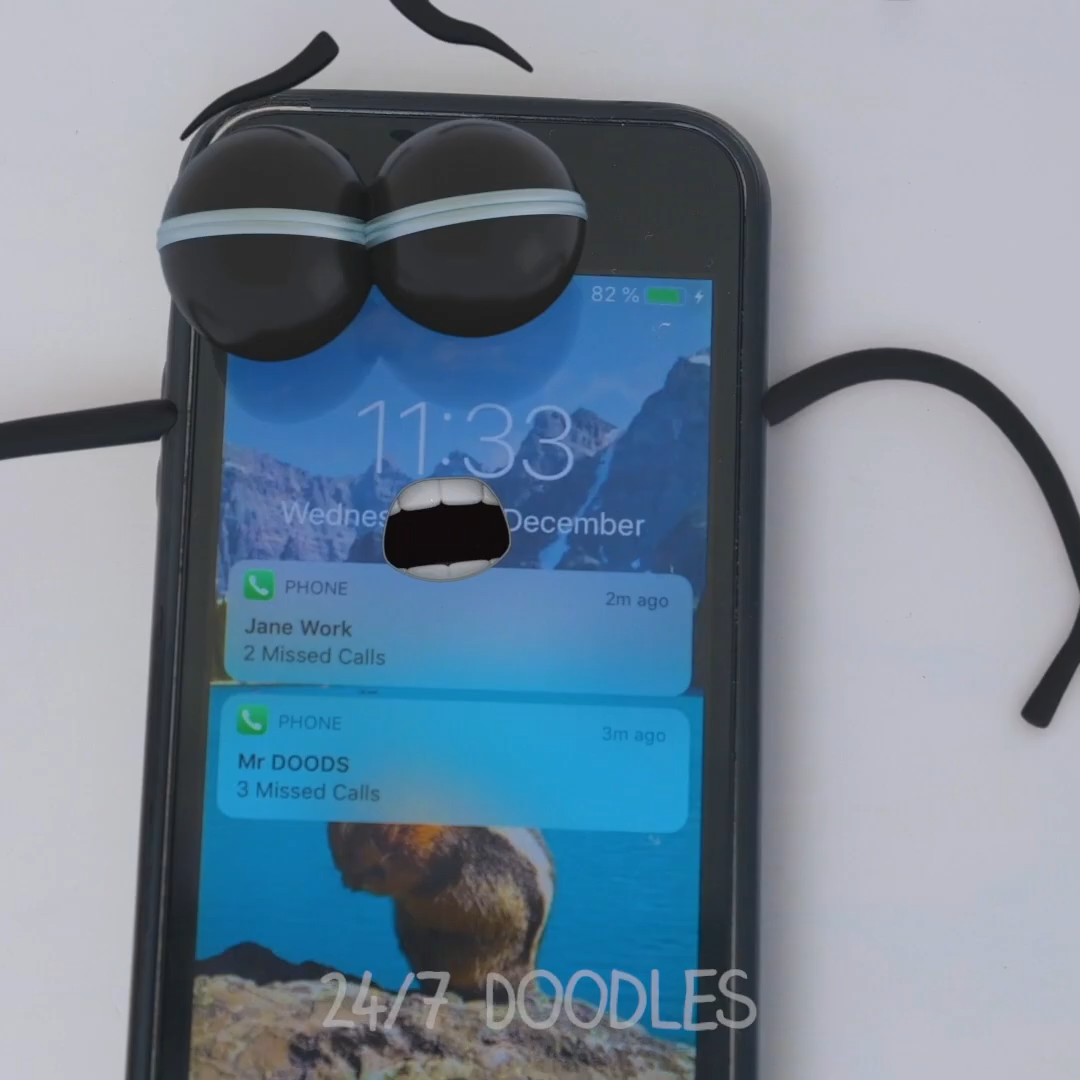 82 %
11:33
Wednes December
PHONE
2m ago
Jane Work
2 Missed Calls
PHONE
3m ago
Mr DOODS
3 Missed Calls
24/7 DOODLES